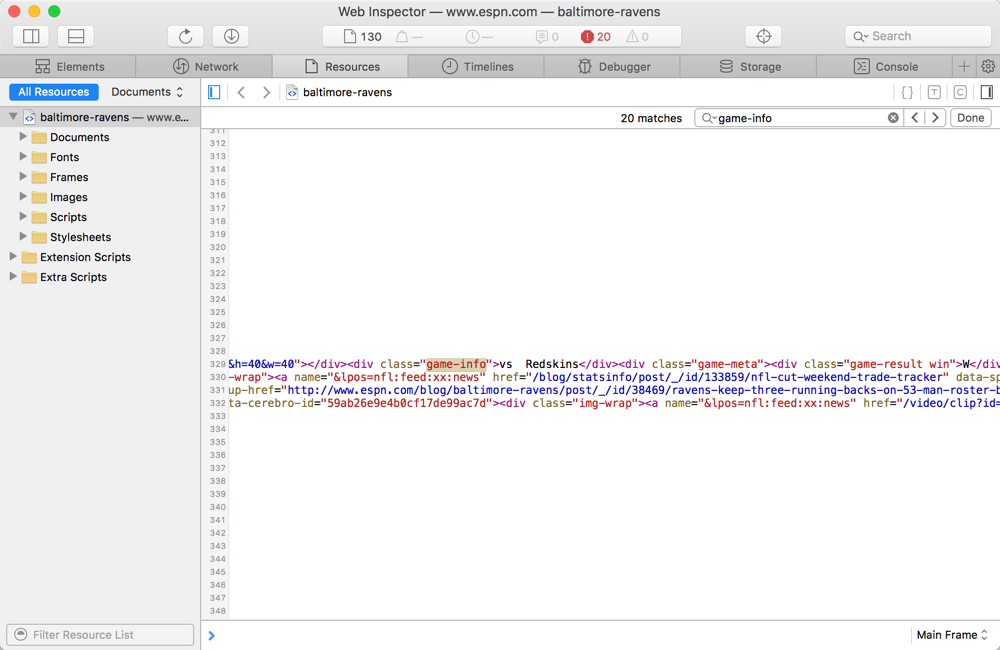 Web Inspector — www.espn.com — baltimore-ravens
130 — — 0 20 0 Search
Elements Network Resources Timelines Debugger Storage Console
All Resources Documents baltimore-ravens {} T C
baltimore-ravens — www.e... 20 matches game-info Done
Documents
Fonts
Frames
Images
Scripts
Stylesheets
Extension Scripts
Extra Scripts
311
312
313
314
315
316
317
318
319
320
321
322
323
324
325
326
327
328
329 &h=40&w=40"></div><div class="game-info">vs  Redskins</div><div class="game-meta"><div class="game-result win">W</div
330 -wrap"><a name="&lpos=nfl:feed:xx:news" href="/blog/statsinfo/post/_/id/133859/nfl-cut-weekend-trade-tracker" data-sp
331 up-href="http://www.espn.com/blog/baltimore-ravens/post/_/id/38469/ravens-keep-three-running-backs-on-53-man-roster-b
332 ta-cerebro-id="59ab26e9e4b0cf17de99ac7d"><div class="img-wrap"><a name="&lpos=nfl:feed:xx:news" href="/video/clip?id=
333
334
335
336
337
338
339
340
341
342
343
344
345
346
347
348
Filter Resource List Main Frame